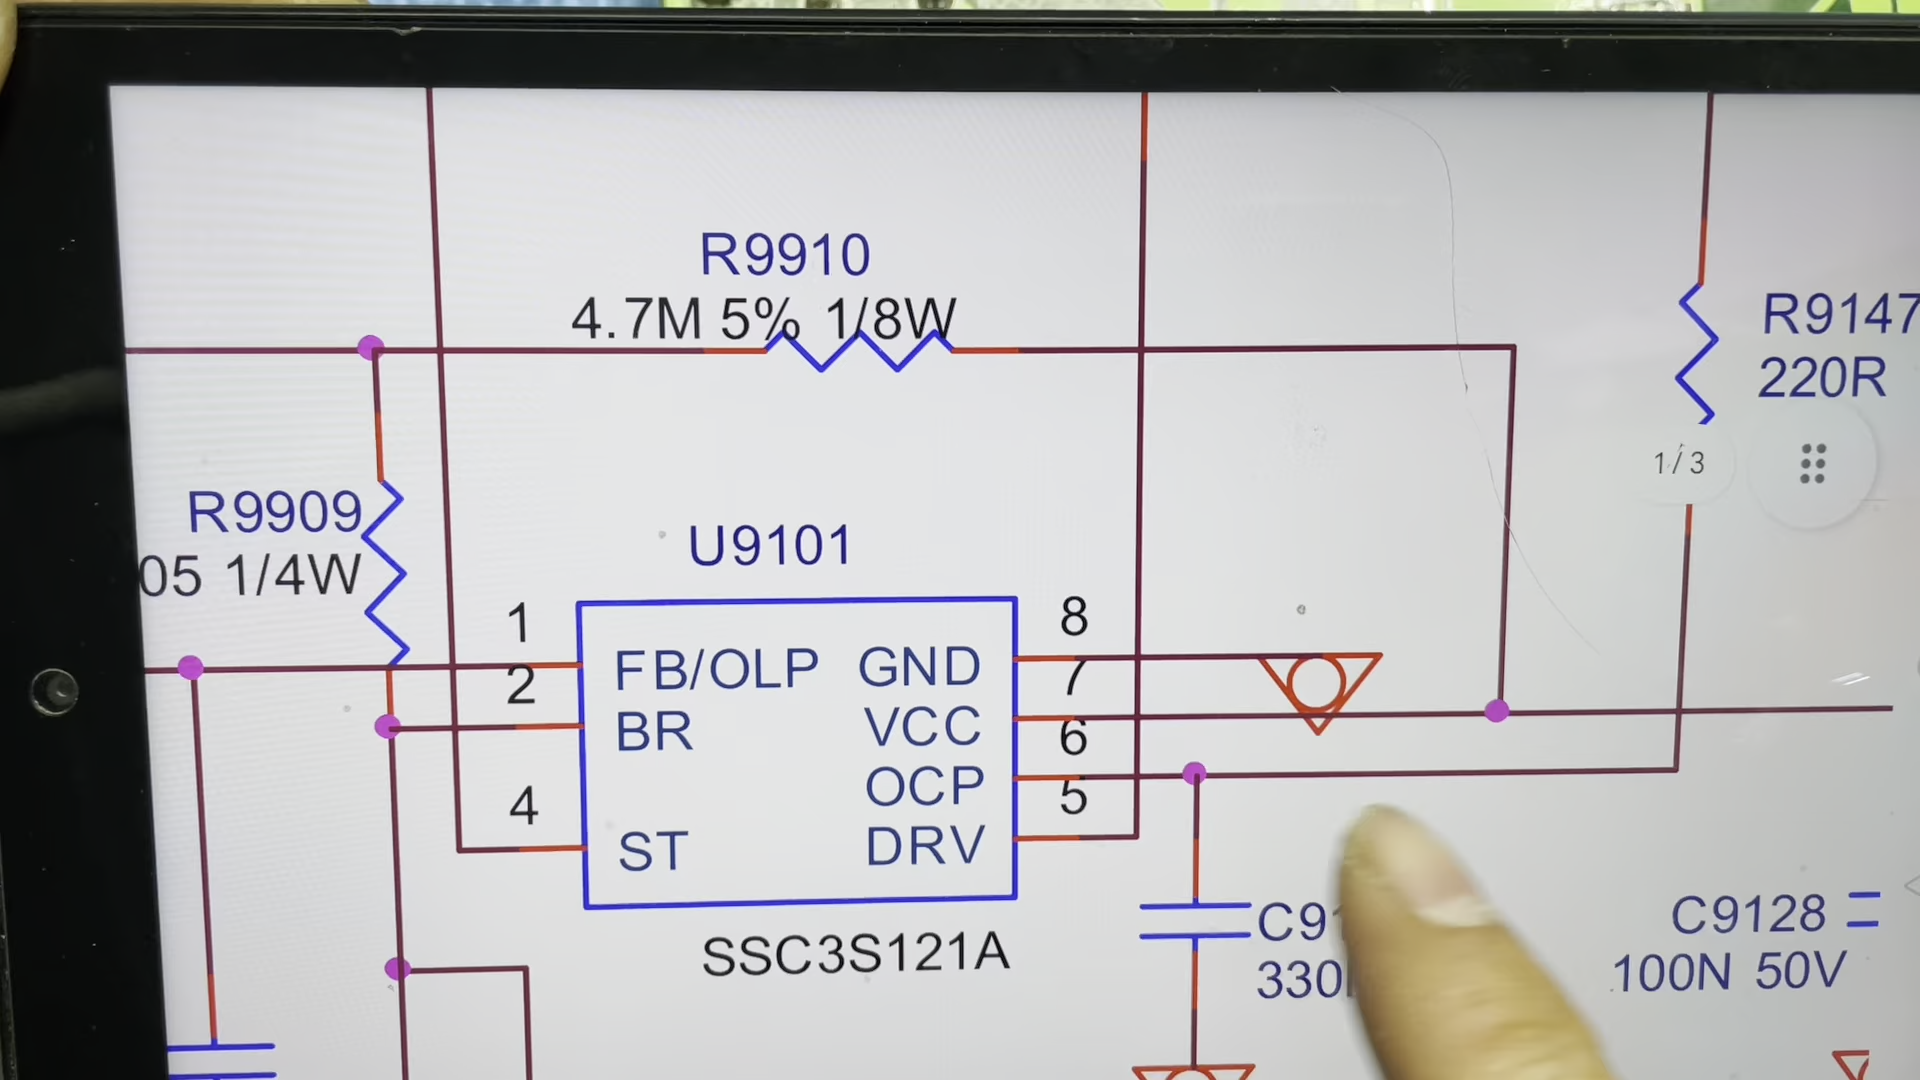 R9910
4.7M 5% 1/8W
R9147
220R
1/3
R9909
05 1/4W
U9101
1
8
FB/OLP
GND
2
7
BR
VCC
6
OCP
4
5
ST
DRV
SSC3S121A
C9128
100N 50V